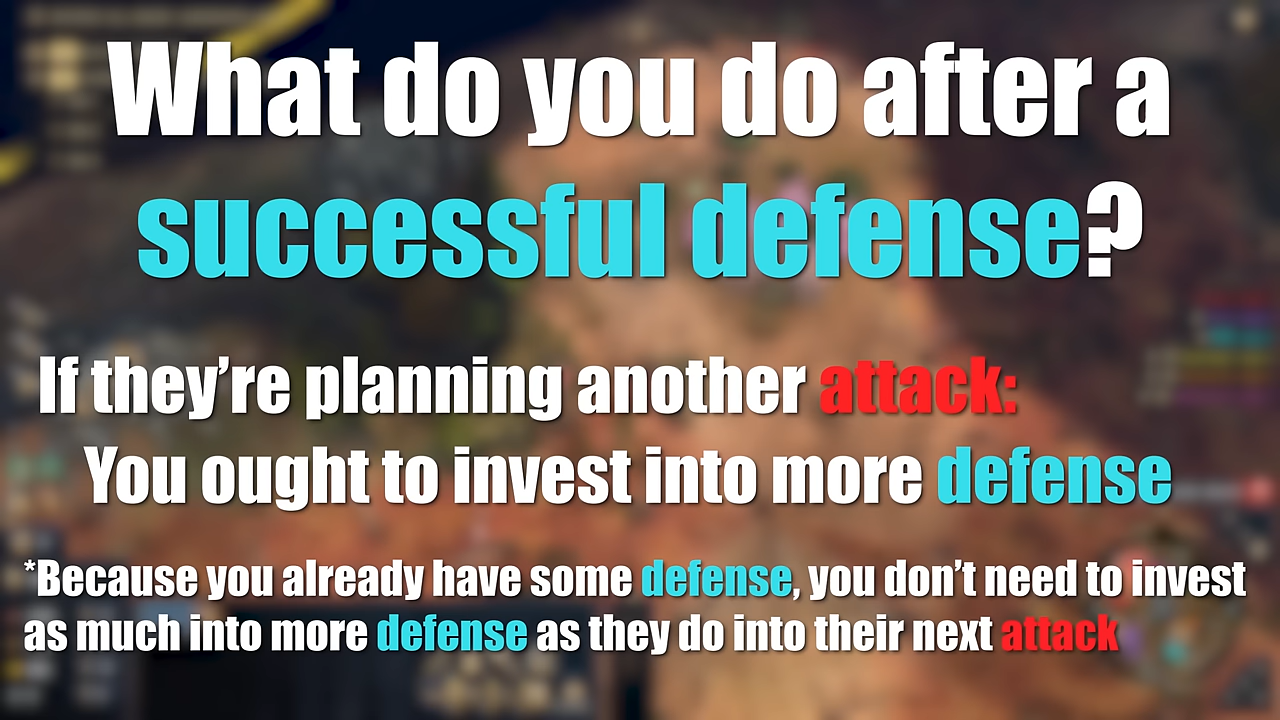 What do you do after a
successful defense?
If they’re planning another attack:
You ought to invest into more defense
*Because you already have some defense, you don’t need to invest
as much into more defense as they do into their next attack